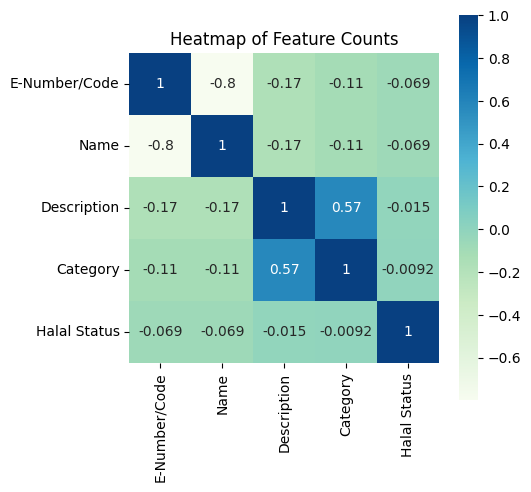 Heatmap of Feature Counts
E-Number/Code 1 -0.8 -0.17 -0.11 -0.069
Name -0.8 1 -0.17 -0.11 -0.069
Description -0.17 -0.17 1 0.57 -0.015
Category -0.11 -0.11 0.57 1 -0.0092
Halal Status -0.069 -0.069 -0.015 -0.0092 1
E-Number/Code
Name
Description
Category
Halal Status
1.0
0.8
0.6
0.4
0.2
0.0
-0.2
-0.4
-0.6